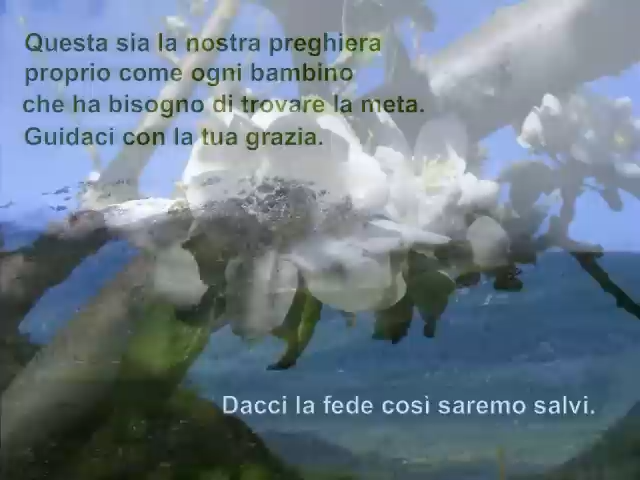 Questa sia la nostra preghiera
proprio come ogni bambino
che ha bisogno di trovare la meta.
Guidaci con la tua grazia.
Dacci la fede così saremo salvi.